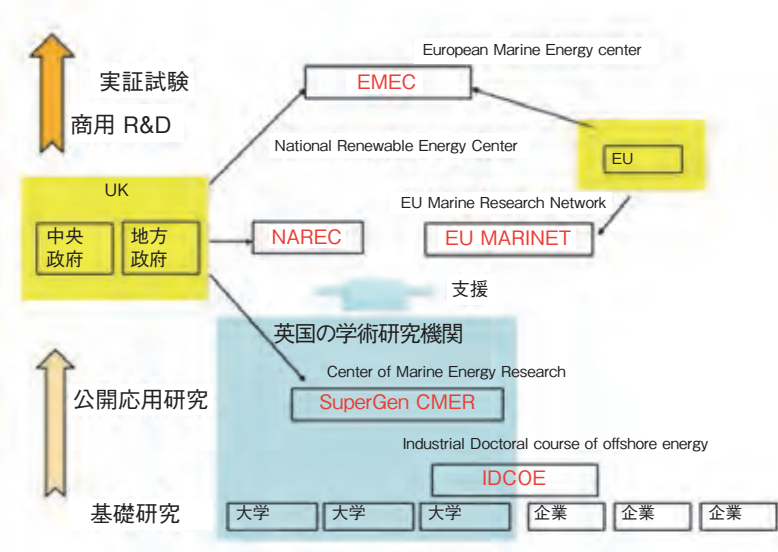 European Marine Energy center
実証試験
EMEC
商用 R&D
National Renewable Energy Center
EU
UK
EU Marine Research Network
中央
政府
地方
政府
NAREC
EU MARINET
支援
英国の学術研究機関
Center of Marine Energy Research
公開応用研究
SuperGen CMER
Industrial Doctoral course of offshore energy
IDCOE
基礎研究
大学
大学
大学
企業
企業
企業